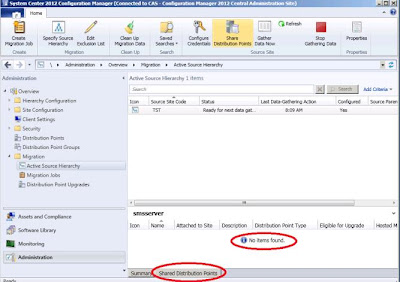 System Center 2012 Configuration Manager (Connected to CAS - Configuration Manager 2012 Central Administration Site)
Home
Create Migration Job
Specify Source Hierarchy
Edit Exclusion List
Clean Up Migration Data
Saved Searches
Configure Credentials
Share Distribution Points
Gather Data Now
Refresh
Stop Gathering Data
Properties
Create
Migration
Clean Up
Search
Source Site
Properties
Administration
Overview
Migration
Active Source Hierarchy
Administration
Active Source Hierarchy 1 items
Overview
Hierarchy Configuration
Site Configuration
Client Settings
Security
Distribution Points
Distribution Point Groups
Migration
Active Source Hierarchy
Migration Jobs
Distribution Point Upgrades
Search
Search
Add Criteria
Icon Source Site Code Status Last Date-Gathering Action Configured Source Paren
TST Ready for next data gat... 8:09 AM Yes
smsserver
Icon Name Attached to Site Description Distribution Point Type Eligible for Upgrade Hosted M
No items found.
Assets and Compliance
Software Library
Monitoring
Administration
Summary
Shared Distribution Points